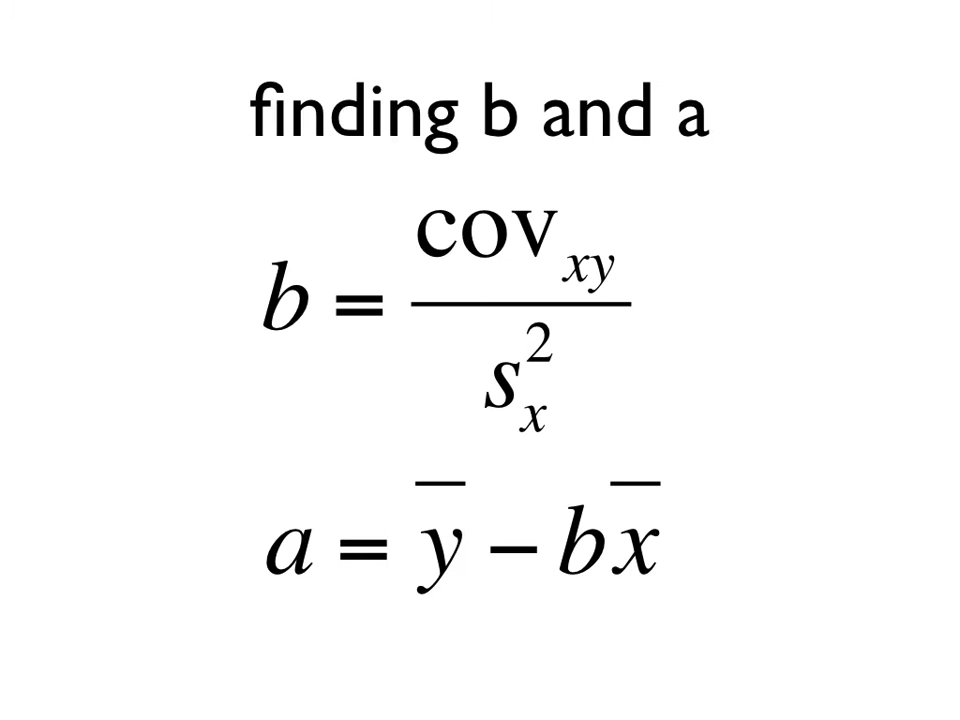 finding b and a
b = cov_xy / s_x^2
a = y̅ − bx̅